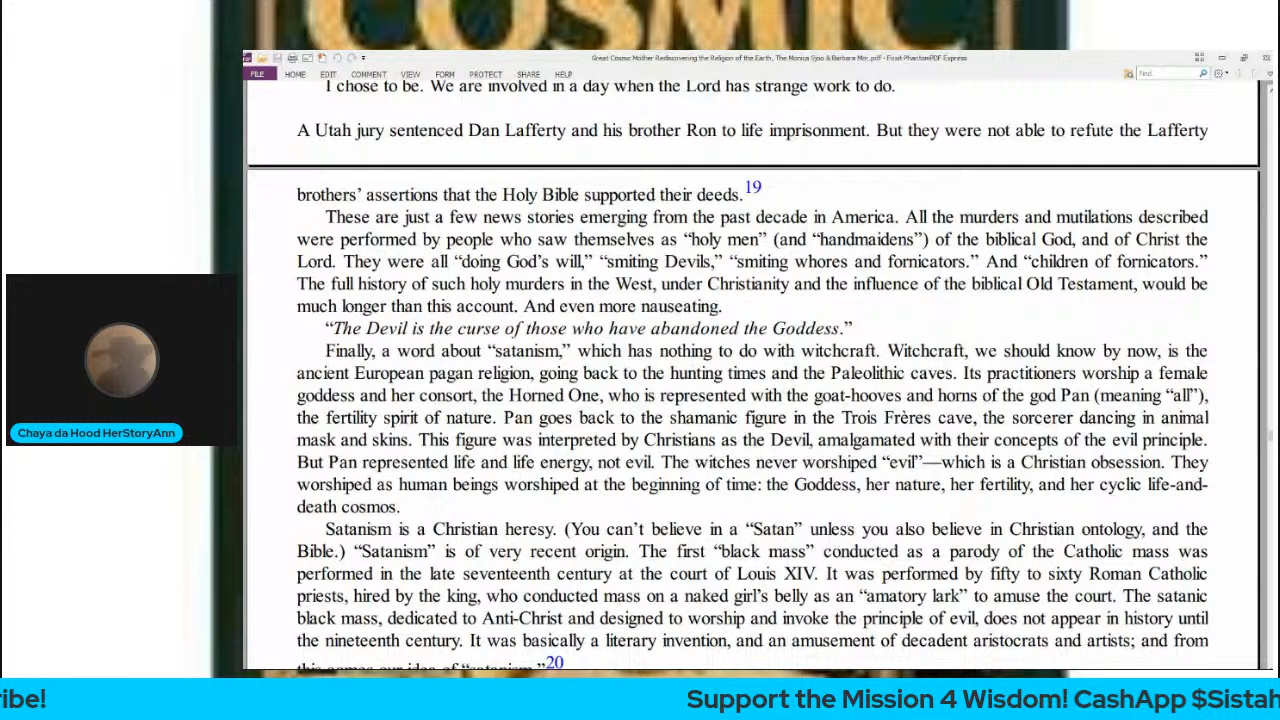 COSMIC
Great Cosmic Mother Rediscovering the Religion of the Earth, The Monica Sjoo & Barbara Mor.pdf - Foxit PhantomPDF Express
FILE HOME EDIT COMMENT VIEW FORM PROTECT SHARE HELP
Find
I chose to be. We are involved in a day when the Lord has strange work to do.
A Utah jury sentenced Dan Lafferty and his brother Ron to life imprisonment. But they were not able to refute the Lafferty
brothers’ assertions that the Holy Bible supported their deeds.19
These are just a few news stories emerging from the past decade in America. All the murders and mutilations described
were performed by people who saw themselves as “holy men” (and “handmaidens”) of the biblical God, and of Christ the
Lord. They were all “doing God’s will,” “smiting Devils,” “smiting whores and fornicators.” And “children of fornicators.”
The full history of such holy murders in the West, under Christianity and the influence of the biblical Old Testament, would be
much longer than this account. And even more nauseating.
“The Devil is the curse of those who have abandoned the Goddess.”
Finally, a word about “satanism,” which has nothing to do with witchcraft. Witchcraft, we should know by now, is the
ancient European pagan religion, going back to the hunting times and the Paleolithic caves. Its practitioners worship a female
goddess and her consort, the Horned One, who is represented with the goat-hooves and horns of the god Pan (meaning “all”),
the fertility spirit of nature. Pan goes back to the shamanic figure in the Trois Frères cave, the sorcerer dancing in animal
mask and skins. This figure was interpreted by Christians as the Devil, amalgamated with their concepts of the evil principle.
But Pan represented life and life energy, not evil. The witches never worshiped “evil”—which is a Christian obsession. They
worshiped as human beings worshiped at the beginning of time: the Goddess, her nature, her fertility, and her cyclic life-and-
death cosmos.
Satanism is a Christian heresy. (You can’t believe in a “Satan” unless you also believe in Christian ontology, and the
Bible.) “Satanism” is of very recent origin. The first “black mass” conducted as a parody of the Catholic mass was
performed in the late seventeenth century at the court of Louis XIV. It was performed by fifty to sixty Roman Catholic
priests, hired by the king, who conducted mass on a naked girl’s belly as an “amatory lark” to amuse the court. The satanic
black mass, dedicated to Anti-Christ and designed to worship and invoke the principle of evil, does not appear in history until
the nineteenth century. It was basically a literary invention, and an amusement of decadent aristocrats and artists; and from
this comes our idea of “satanism.”20
Chaya da Hood HerStoryAnn
ribe!
Support the Mission 4 Wisdom! CashApp $Sistah